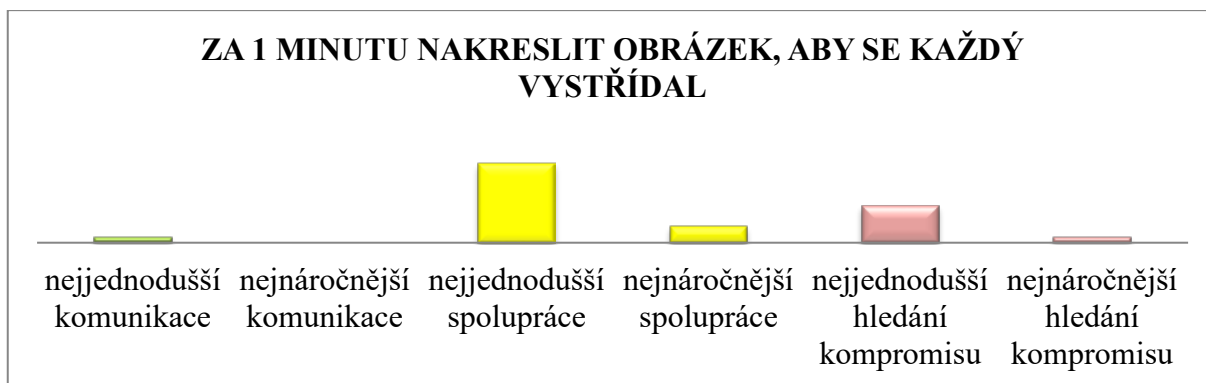 ZA 1 MINUTU NAKRESLIT OBRÁZEK, ABY SE KAŽDÝ
VYSTŘÍDAL
nejjednodušší komunikace
nejnáročnější komunikace
nejjednodušší spolupráce
nejnáročnější spolupráce
nejjednodušší hledání kompromisu
nejnáročnější hledání kompromisu